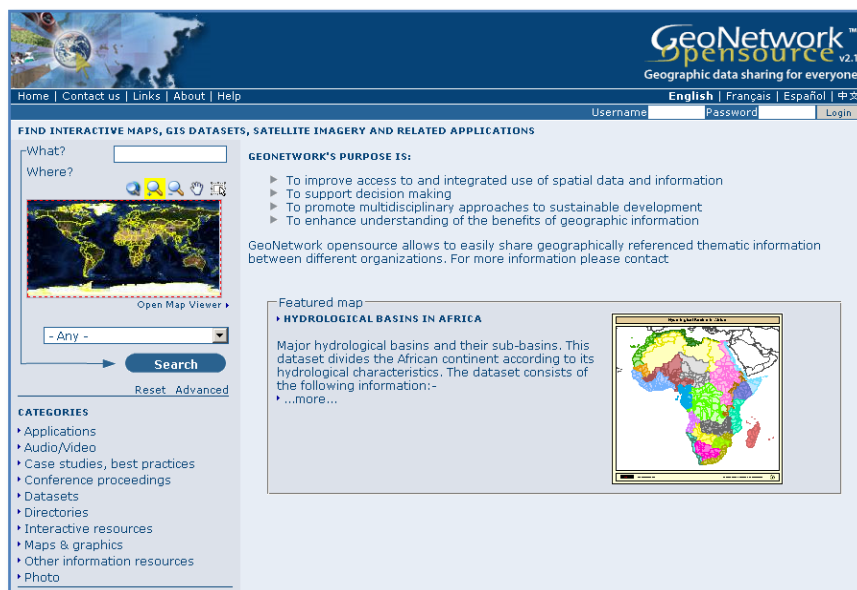 GeoNetwork ™
Opensource v2.1
Geographic data sharing for everyone
Home | Contact us | Links | About | Help
English | Français | Español | 中文
Username Password Login
FIND INTERACTIVE MAPS, GIS DATASETS, SATELLITE IMAGERY AND RELATED APPLICATIONS
What?
Where?
Open Map Viewer
- Any -
Search
Reset Advanced
CATEGORIES
Applications
Audio/Video
Case studies, best practices
Conference proceedings
Datasets
Directories
Interactive resources
Maps & graphics
Other information resources
Photo
GEONETWORK'S PURPOSE IS:
To improve access to and integrated use of spatial data and information
To support decision making
To promote multidisciplinary approaches to sustainable development
To enhance understanding of the benefits of geographic information
GeoNetwork opensource allows to easily share geographically referenced thematic information
between different organizations. For more information please contact
Featured map
HYDROLOGICAL BASINS IN AFRICA
Major hydrological basins and their sub-basins. This
dataset divides the African continent according to its
hydrological characteristics. The dataset consists of
the following information:-
...more...
Hydrological Basins in Africa